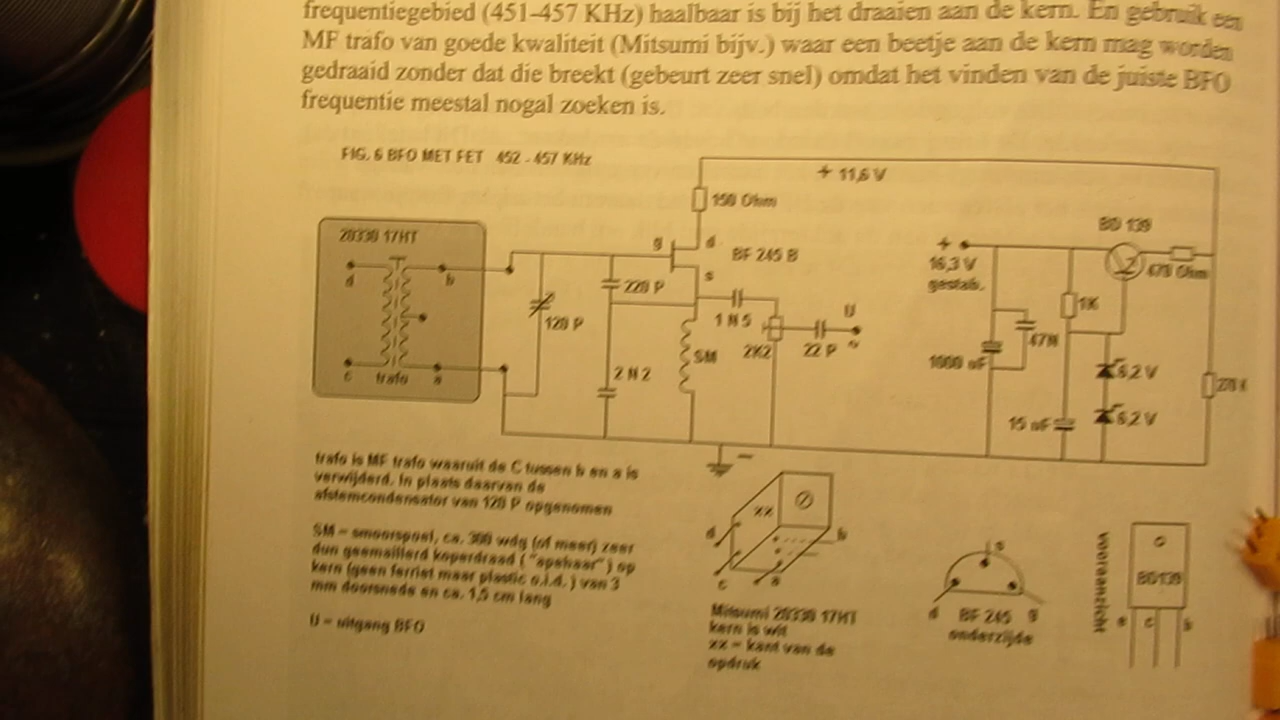 frequentiegebied (451-457 KHz) haalbaar is bij het draaien aan de kern. En gebruik een
MF trafo van goede kwaliteit (Mitsumi bijv.) waar een beetje aan de kern mag worden
gedraaid zonder dat die breekt (gebeurt zeer snel) omdat het vinden van de juiste BFO
frequentie meestal nogal zoeken is.
FIG. 6 BFO MET FET 452 - 457 KHz
+ 11,6 V
150 Ohm
BD 139
20330 17HT
g
d
BF 245 B
s
+
16,3 V
gestab.
470 Ohm
d
b
220 P
120 P
1 N 5
U
1K
47N
SM
2K2
22 P
1000 uF
c
trafo
a
2 N 2
6,2 V
6,2 V
15 uF
-
trafo is MF trafo waaruit de C tussen b en a is
verwijderd. In plaats daarvan de
afstemcondensator van 120 P opgenomen
SM = smoorspoel, ca. 300 wdg (of meer) zeer
dun geemailleerd koperdraad ( "apehaar" ) op
kern (geen ferriet maar plastic o.i.d. ) van 3
mm doorsnede en ca. 1,5 cm lang
U = uitgang BFO
xx
d
b
c
a
Mitsumi 20330 17HT
kern is wit
xx = kant van de
opdruk
s
d
BF 245
g
onderzijde
vooraanzicht
BD139
e
c
b